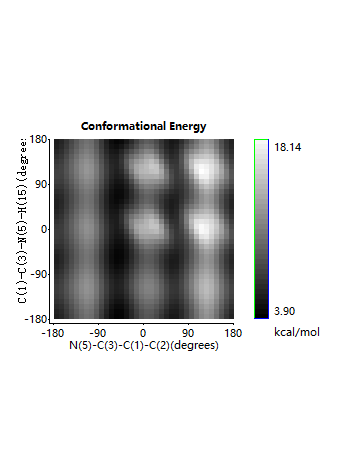 Conformational Energy
C(1)-C(3)-N(5)-H(15)(degree:
180
90
0
-90
-180
-180 -90 0 90 180
N(5)-C(3)-C(1)-C(2)(degrees)
18.14
3.90
kcal/mol